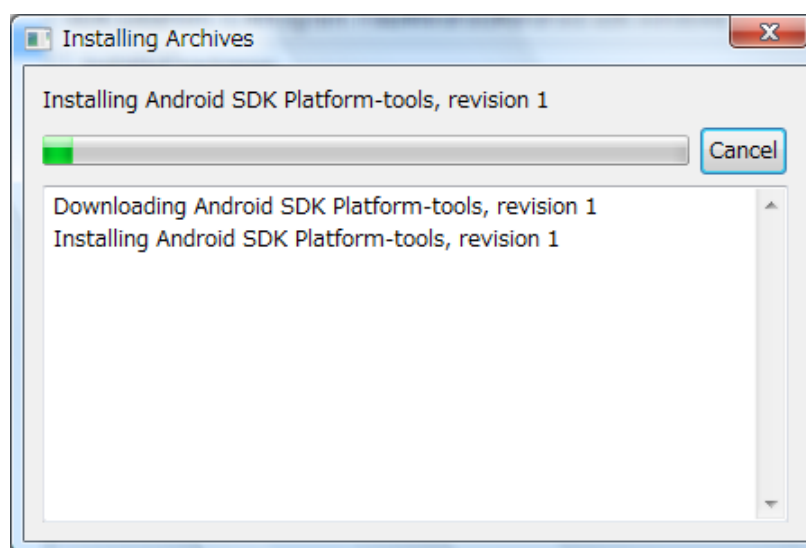 Installing Archives
Installing Android SDK Platform-tools, revision 1
Cancel
Downloading Android SDK Platform-tools, revision 1
Installing Android SDK Platform-tools, revision 1